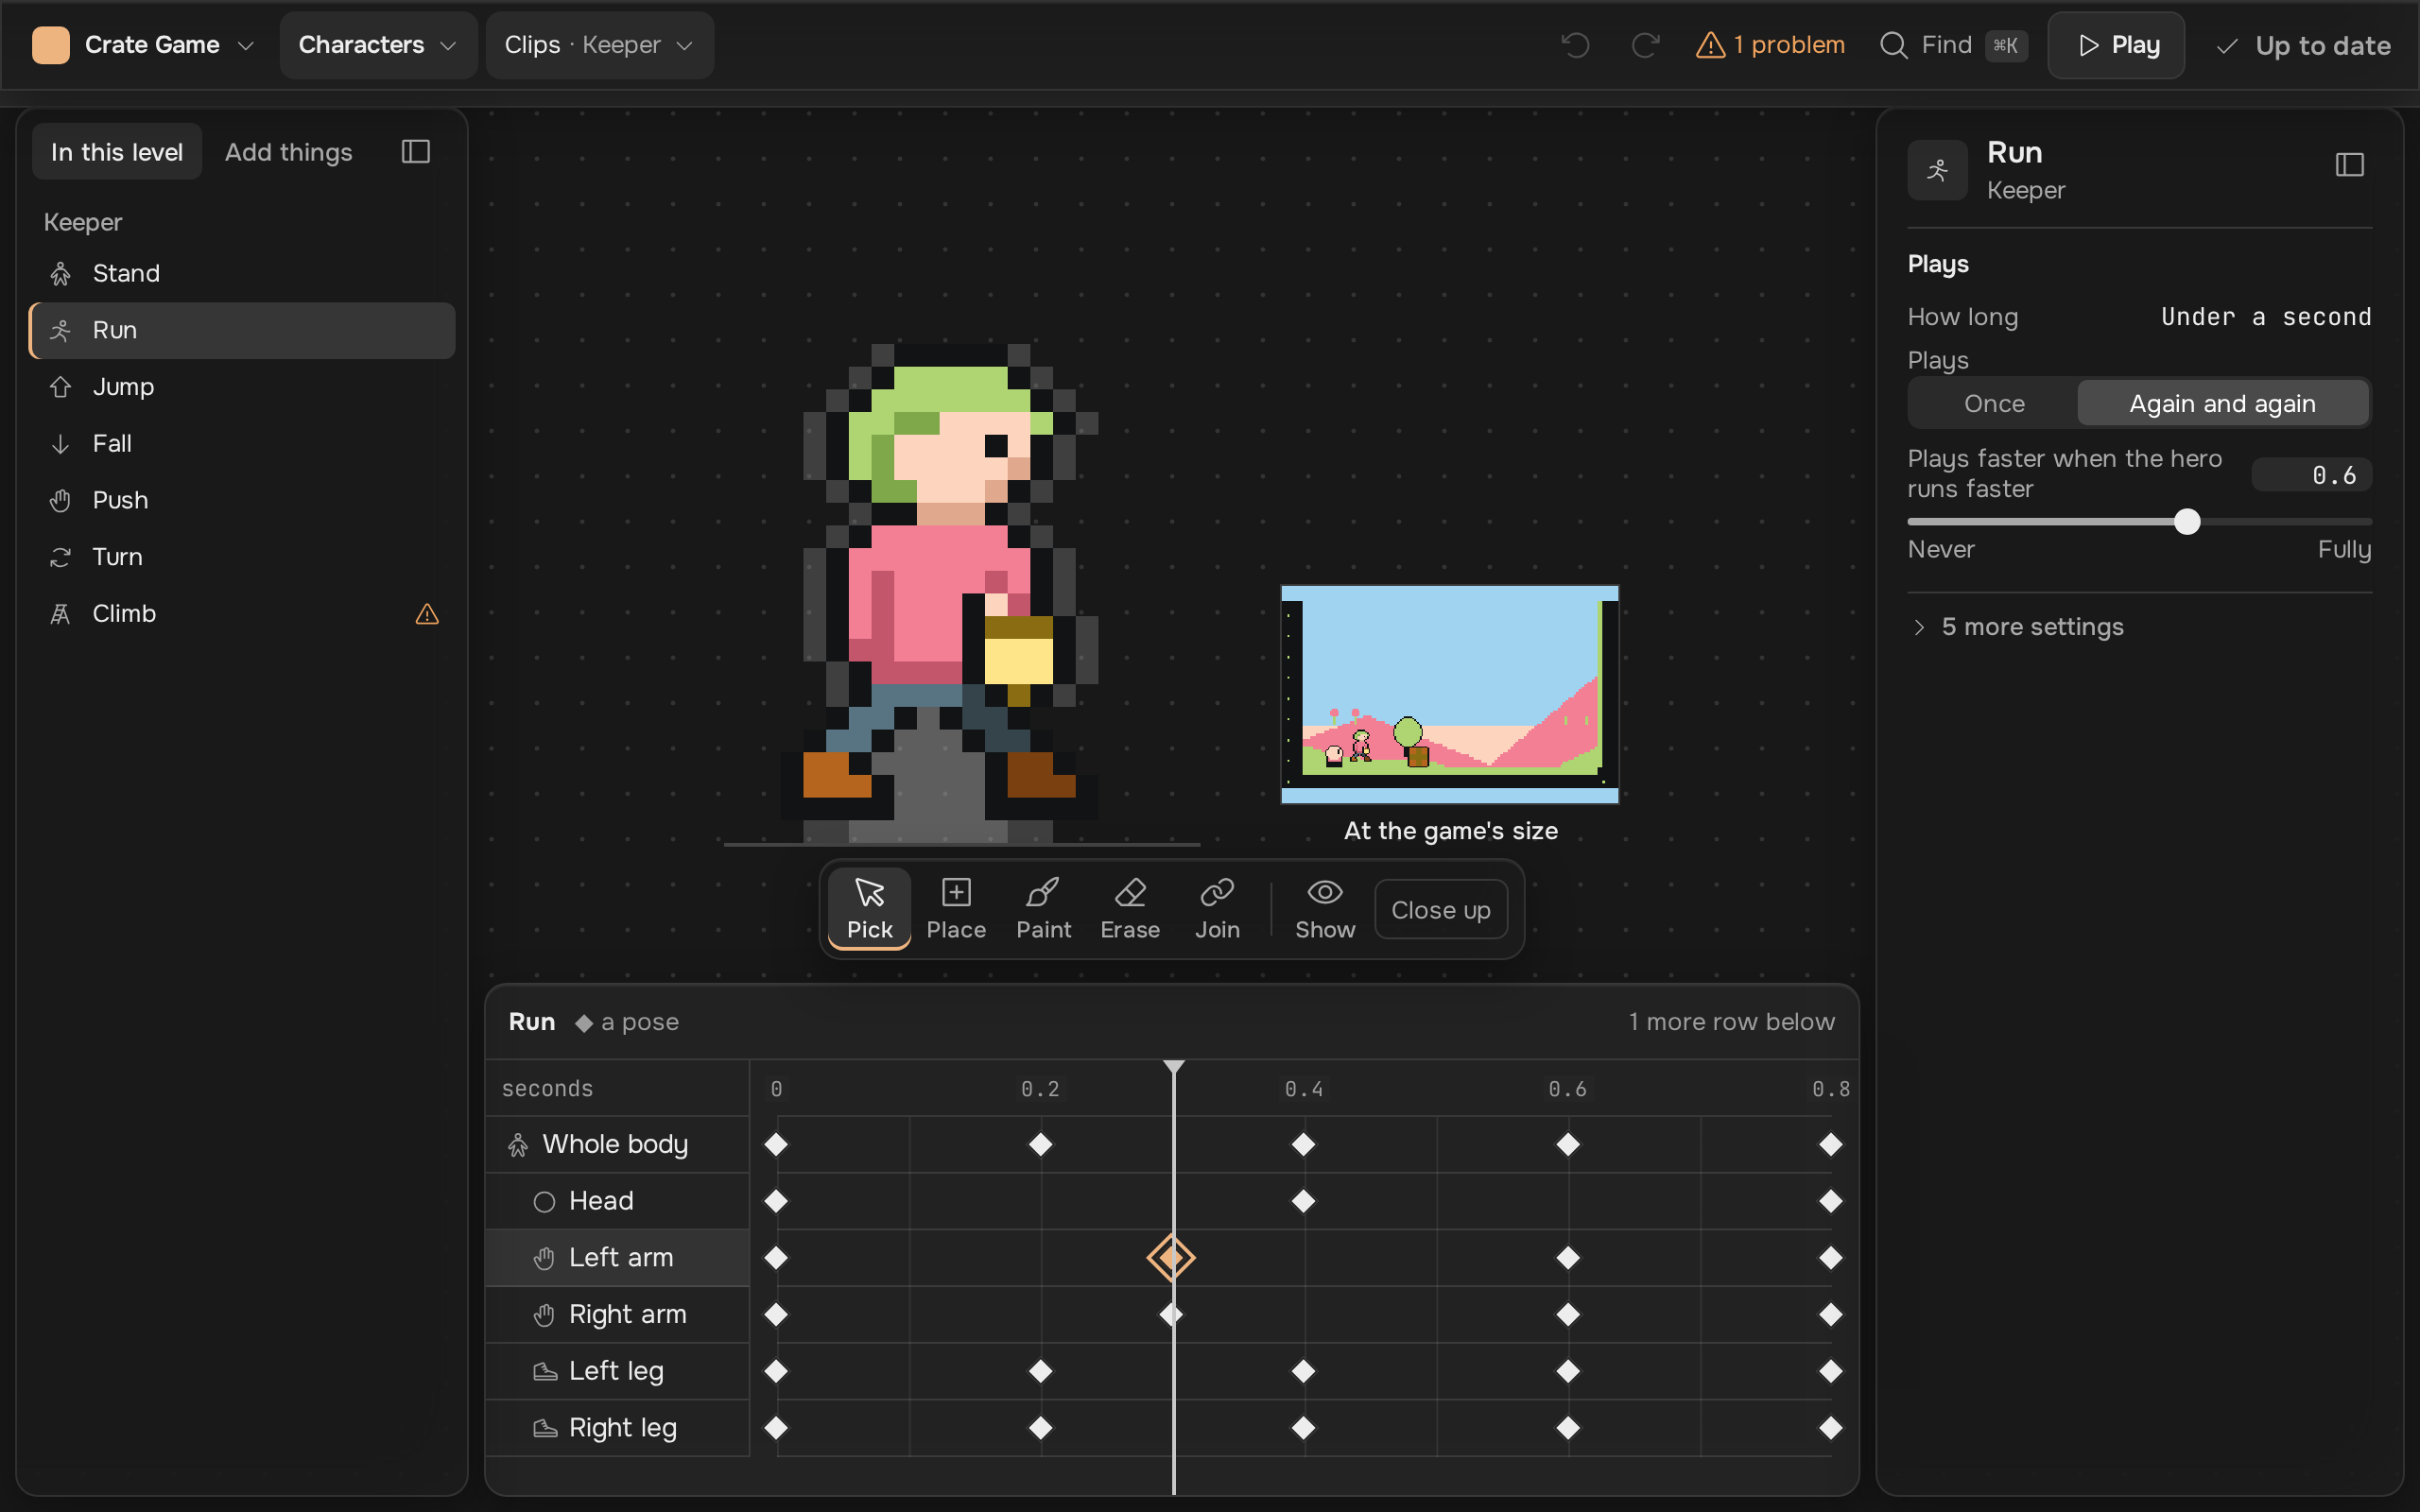 Crate Game
Characters
Clips · Keeper
1 problem
Find ⌘K
Play
Up to date
In this level
Add things
Keeper
Stand
Run
Jump
Fall
Push
Turn
Climb
At the game's size
Pick
Place
Paint
Erase
Join
Show
Close up
Run
a pose
1 more row below
seconds
0
0.2
0.4
0.6
0.8
Whole body
Head
Left arm
Right arm
Left leg
Right leg
Run
Keeper
Plays
How long
Under a second
Plays
Once
Again and again
Plays faster when the hero
runs faster
0.6
Never
Fully
5 more settings